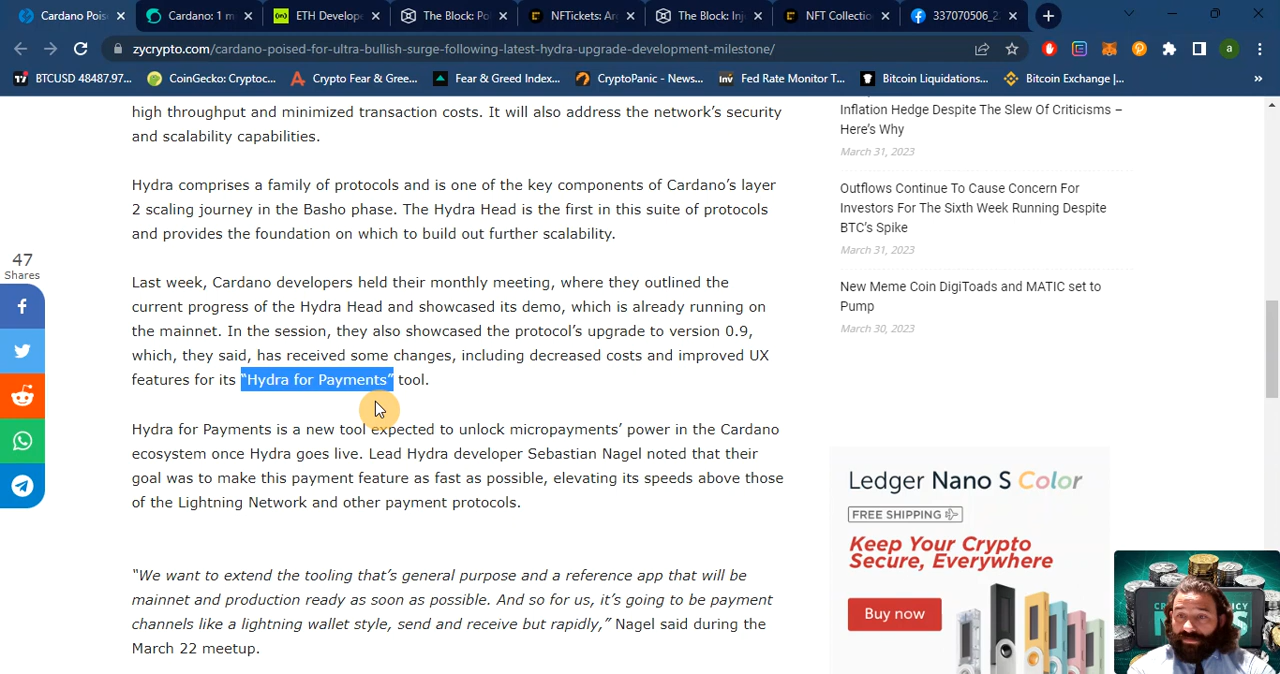 Cardano Pois
Cardano: 1 m
ETH Develop
The Block: Po
NFTickets: Ar
The Block: Inj
NFT Collectio
337070506_2
zycrypto.com/cardano-poised-for-ultra-bullish-surge-following-latest-hydra-upgrade-development-milestone/
a
BTCUSD 48487.97...
CoinGecko: Cryptoc...
Crypto Fear & Gree...
Fear & Greed Index...
CryptoPanic - News...
Inv
Fed Rate Monitor T...
Bitcoin Liquidations...
Bitcoin Exchange |...
»
high throughput and minimized transaction costs. It will also address the network's security
and scalability capabilities.
Hydra comprises a family of protocols and is one of the key components of Cardano's layer
2 scaling journey in the Basho phase. The Hydra Head is the first in this suite of protocols
and provides the foundation on which to build out further scalability.
47
Shares
Last week, Cardano developers held their monthly meeting, where they outlined the
current progress of the Hydra Head and showcased its demo, which is already running on
the mainnet. In the session, they also showcased the protocol's upgrade to version 0.9,
which, they said, has received some changes, including decreased costs and improved UX
features for its “Hydra for Payments” tool.
Hydra for Payments is a new tool expected to unlock micropayments' power in the Cardano
ecosystem once Hydra goes live. Lead Hydra developer Sebastian Nagel noted that their
goal was to make this payment feature as fast as possible, elevating its speeds above those
of the Lightning Network and other payment protocols.
“We want to extend the tooling that's general purpose and a reference app that will be
mainnet and production ready as soon as possible. And so for us, it's going to be payment
channels like a lightning wallet style, send and receive but rapidly,” Nagel said during the
March 22 meetup.
Inflation Hedge Despite The Slew Of Criticisms –
Here's Why
March 31, 2023
Outflows Continue To Cause Concern For
Investors For The Sixth Week Running Despite
BTC's Spike
March 31, 2023
New Meme Coin DigiToads and MATIC set to
Pump
March 30, 2023
Ledger Nano S Color
FREE SHIPPING
Keep Your Crypto
Secure, Everywhere
Buy now